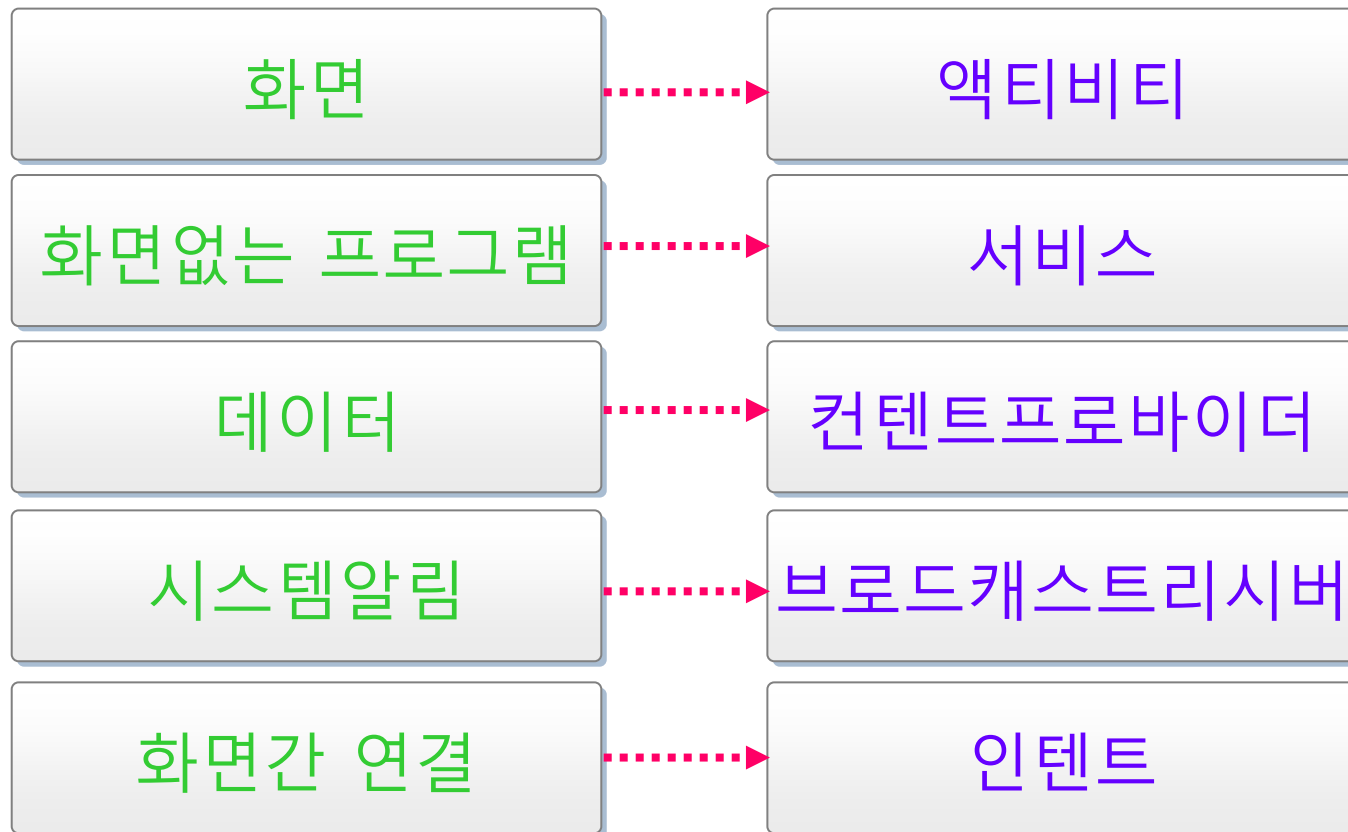 화면
액티비티
화면없는 프로그램
서비스
데이터
컨텐트프로바이더
시스템알림
브로드캐스트리시버
화면간 연결
인텐트